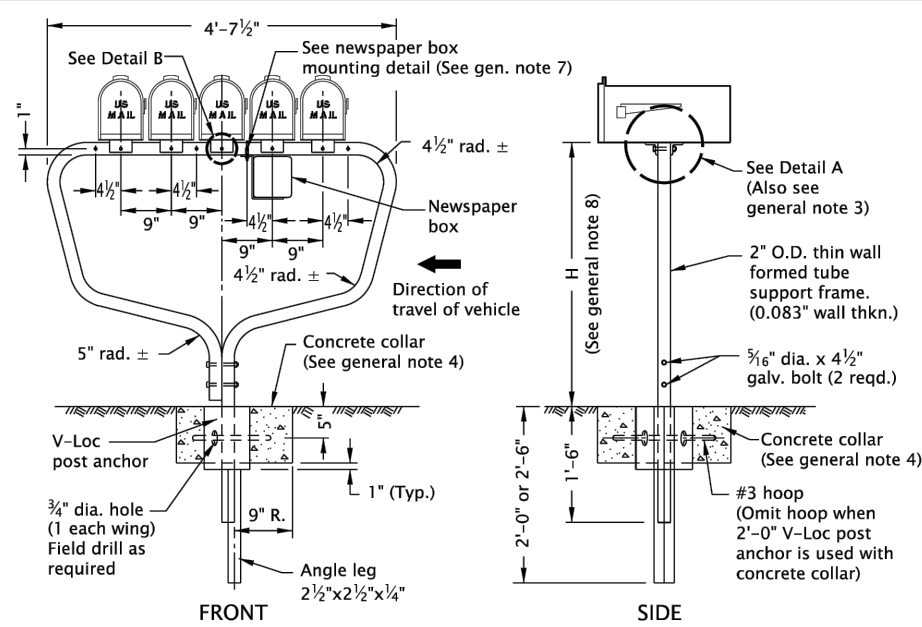 4'-7½"
See Detail B
See newspaper box
mounting detail (See gen. note 7)
1"
US
MAIL
US
MAIL
US
MAIL
US
MAIL
US
MAIL
4½" rad. ±
4½"
4½"
4½"
4½"
9"
9"
9"
9"
Newspaper
box
4½" rad. ±
Direction of
travel of vehicle
5" rad. ±
Concrete collar
(See general note 4)
5"
V-Loc
post anchor
1" (Typ.)
¾" dia. hole
(1 each wing)
Field drill as
required
9" R.
Angle leg
2½"x2½"x¼"
FRONT
See Detail A
(Also see
general note 3)
H
(See general note 8)
2" O.D. thin wall
formed tube
support frame.
(0.083" wall thkn.)
5⁄16" dia. x 4½"
galv. bolt (2 reqd.)
2'-0" or 2'-6"
1'-6"
Concrete collar
(See general note 4)
#3 hoop
(Omit hoop when
2'-0" V-Loc post
anchor is used with
concrete collar)
SIDE